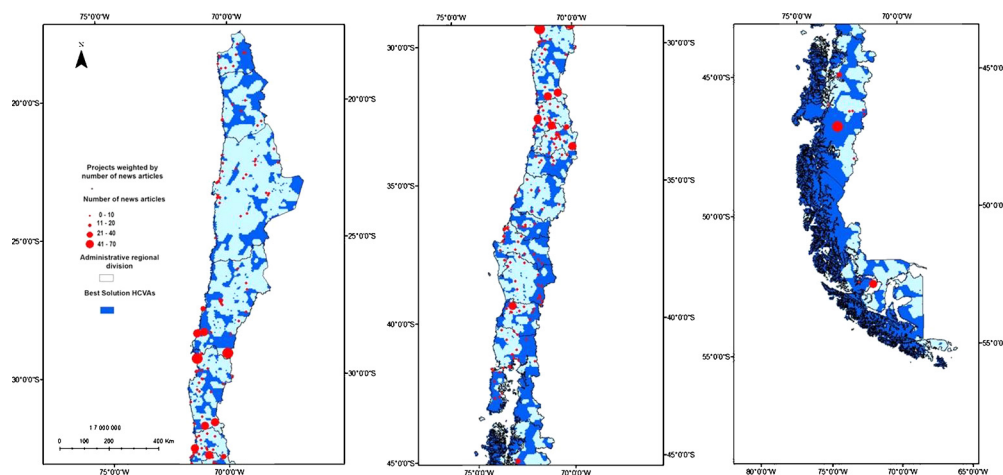 75°0'0"W 70°0'0"W
75°0'0"W 70°0'0"W
75°0'0"W 70°0'0"W
N
20°0'0"S
20°0'0"S
25°0'0"S
25°0'0"S
30°0'0"S
30°0'0"S
Projects weighted by
number of news articles
Number of news articles
0 - 10
11 - 20
21 - 40
41 - 70
Administrative regional
division
Best Solution HCVAs
1 7 000 000
0 100 200 400 Km
75°0'0"W 70°0'0"W
30°0'0"S
30°0'0"S
35°0'0"S
35°0'0"S
40°0'0"S
40°0'0"S
45°0'0"S
45°0'0"S
75°0'0"W 70°0'0"W
45°0'0"S
45°0'0"S
50°0'0"S
50°0'0"S
55°0'0"S
55°0'0"S
80°0'0"W 75°0'0"W 70°0'0"W 65°0'0"W